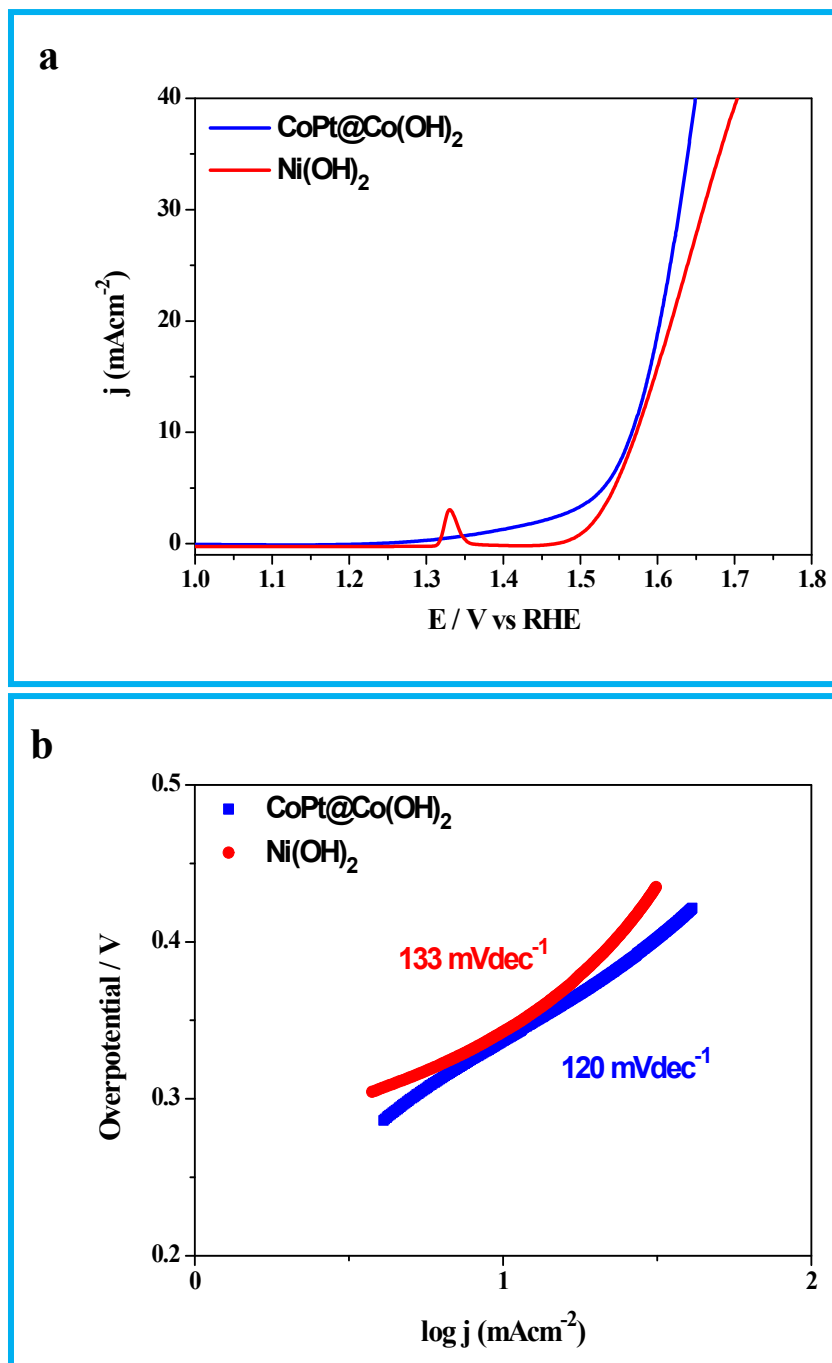 a
40
CoPt@Co(OH)₂
Ni(OH)₂
30
20
10
0
j (mAcm⁻²)
1.0 1.1 1.2 1.3 1.4 1.5 1.6 1.7 1.8
E / V vs RHE
b
0.5
CoPt@Co(OH)₂
Ni(OH)₂
0.4
133 mVdec⁻¹
120 mVdec⁻¹
0.3
Overpotential / V
0.2
0 1 2
log j (mAcm⁻²)